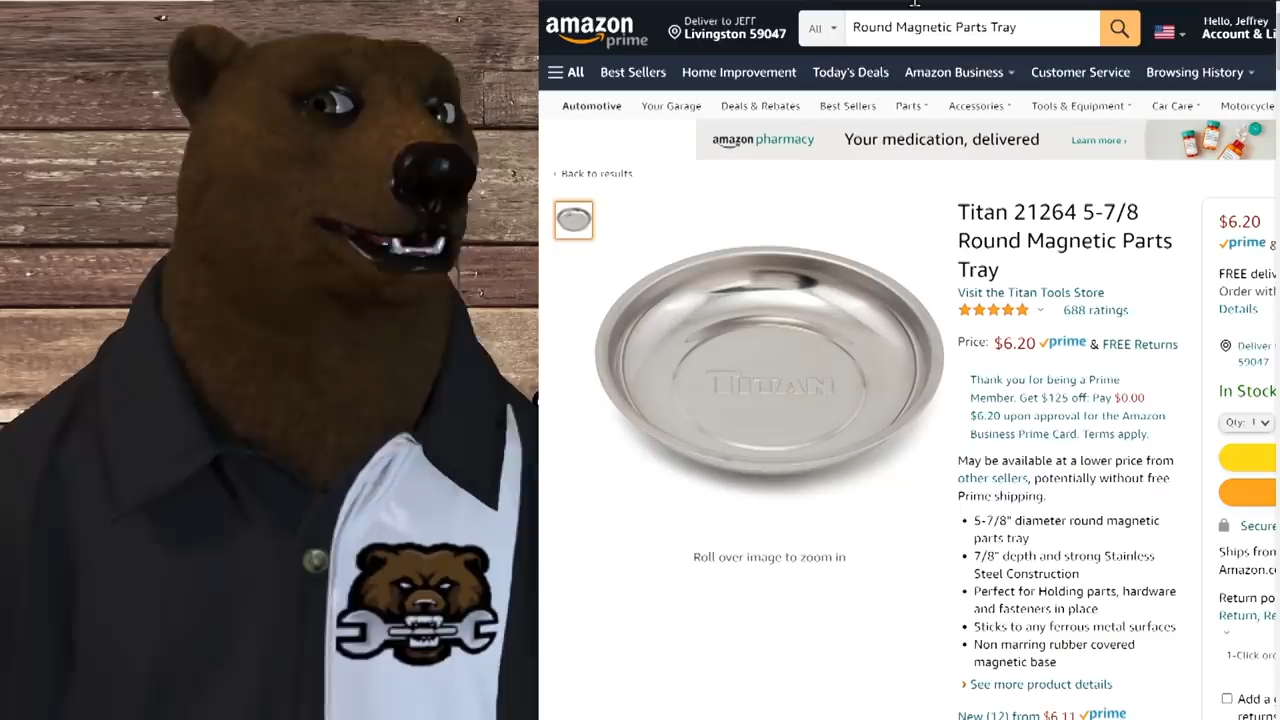 amazon
prime
Deliver to JEFF
Livingston 59047
All
Round Magnetic Parts Tray
Hello, Jeffrey
Account & Li
All
Best Sellers
Home Improvement
Today's Deals
Amazon Business
Customer Service
Browsing History
Automotive
Your Garage
Deals & Rebates
Best Sellers
Parts
Accessories
Tools & Equipment
Car Care
Motorcycle
amazon pharmacy
Your medication, delivered
Learn more ›
‹ Back to results
TITAN
Roll over image to zoom in
Titan 21264 5-7/8
Round Magnetic Parts
Tray
Visit the Titan Tools Store
688 ratings
Price: $6.20 prime & FREE Returns
Thank you for being a Prime
Member. Get $125 off: Pay $0.00
$6.20 upon approval for the Amazon
Business Prime Card. Terms apply.
May be available at a lower price from
other sellers, potentially without free
Prime shipping.
• 5-7/8" diameter round magnetic
parts tray
• 7/8" depth and strong Stainless
Steel Construction
• Perfect for Holding parts, hardware
and fasteners in place
• Sticks to any ferrous metal surfaces
• Non marring rubber covered
magnetic base
› See more product details
New (12) from $6.11 prime
$6.20
prime
FREE deliv
Order with
Details
Deliver
59047
In Stock
Qty: 1
Secure
Ships from
Amazon.c
Return po
Return, Re
1-Click or
Add a
return